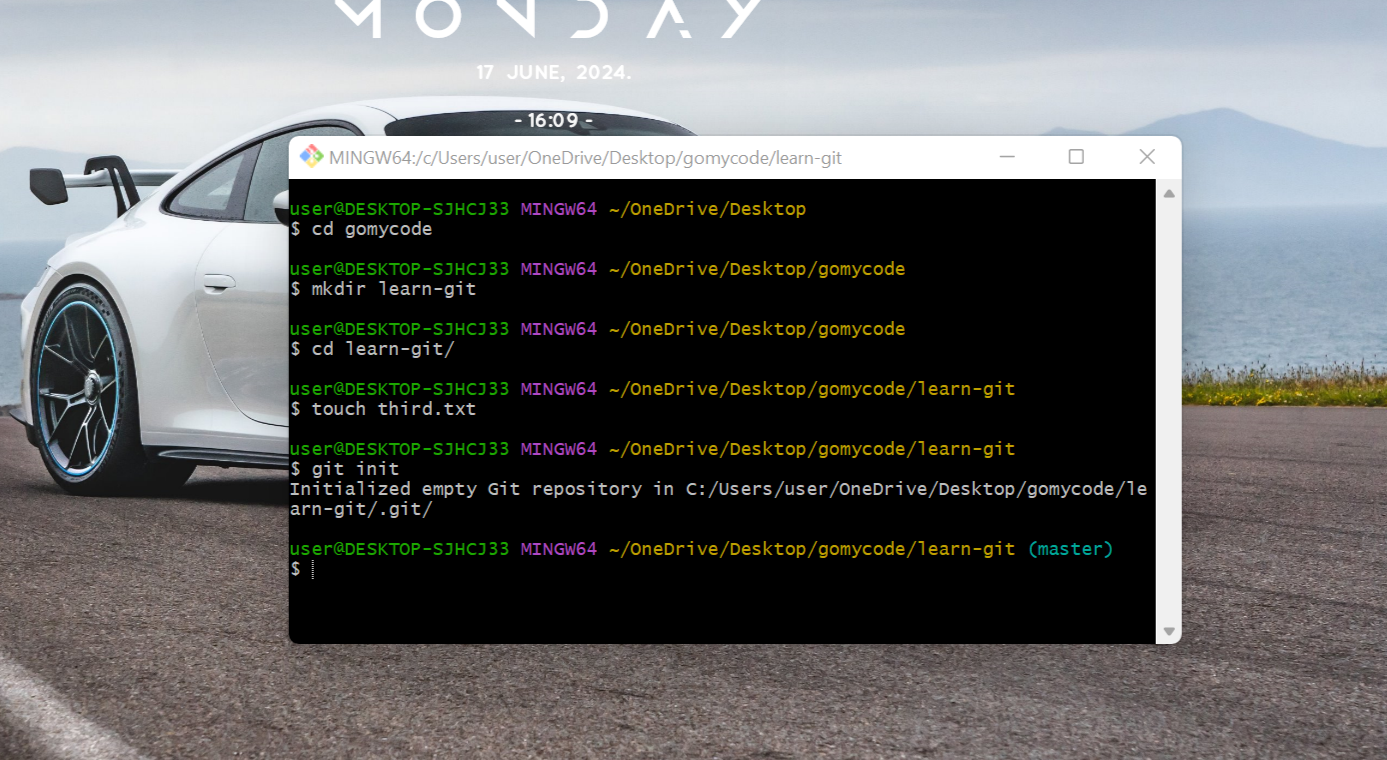 MONDAY
17 JUNE, 2024.
- 16:09 -
MINGW64:/c/Users/user/OneDrive/Desktop/gomycode/learn-git
user@DESKTOP-SJHCJ33 MINGW64 ~/OneDrive/Desktop
$ cd gomycode
user@DESKTOP-SJHCJ33 MINGW64 ~/OneDrive/Desktop/gomycode
$ mkdir learn-git
user@DESKTOP-SJHCJ33 MINGW64 ~/OneDrive/Desktop/gomycode
$ cd learn-git/
user@DESKTOP-SJHCJ33 MINGW64 ~/OneDrive/Desktop/gomycode/learn-git
$ touch third.txt
user@DESKTOP-SJHCJ33 MINGW64 ~/OneDrive/Desktop/gomycode/learn-git
$ git init
Initialized empty Git repository in C:/Users/user/OneDrive/Desktop/gomycode/le
arn-git/.git/
user@DESKTOP-SJHCJ33 MINGW64 ~/OneDrive/Desktop/gomycode/learn-git (master)
$